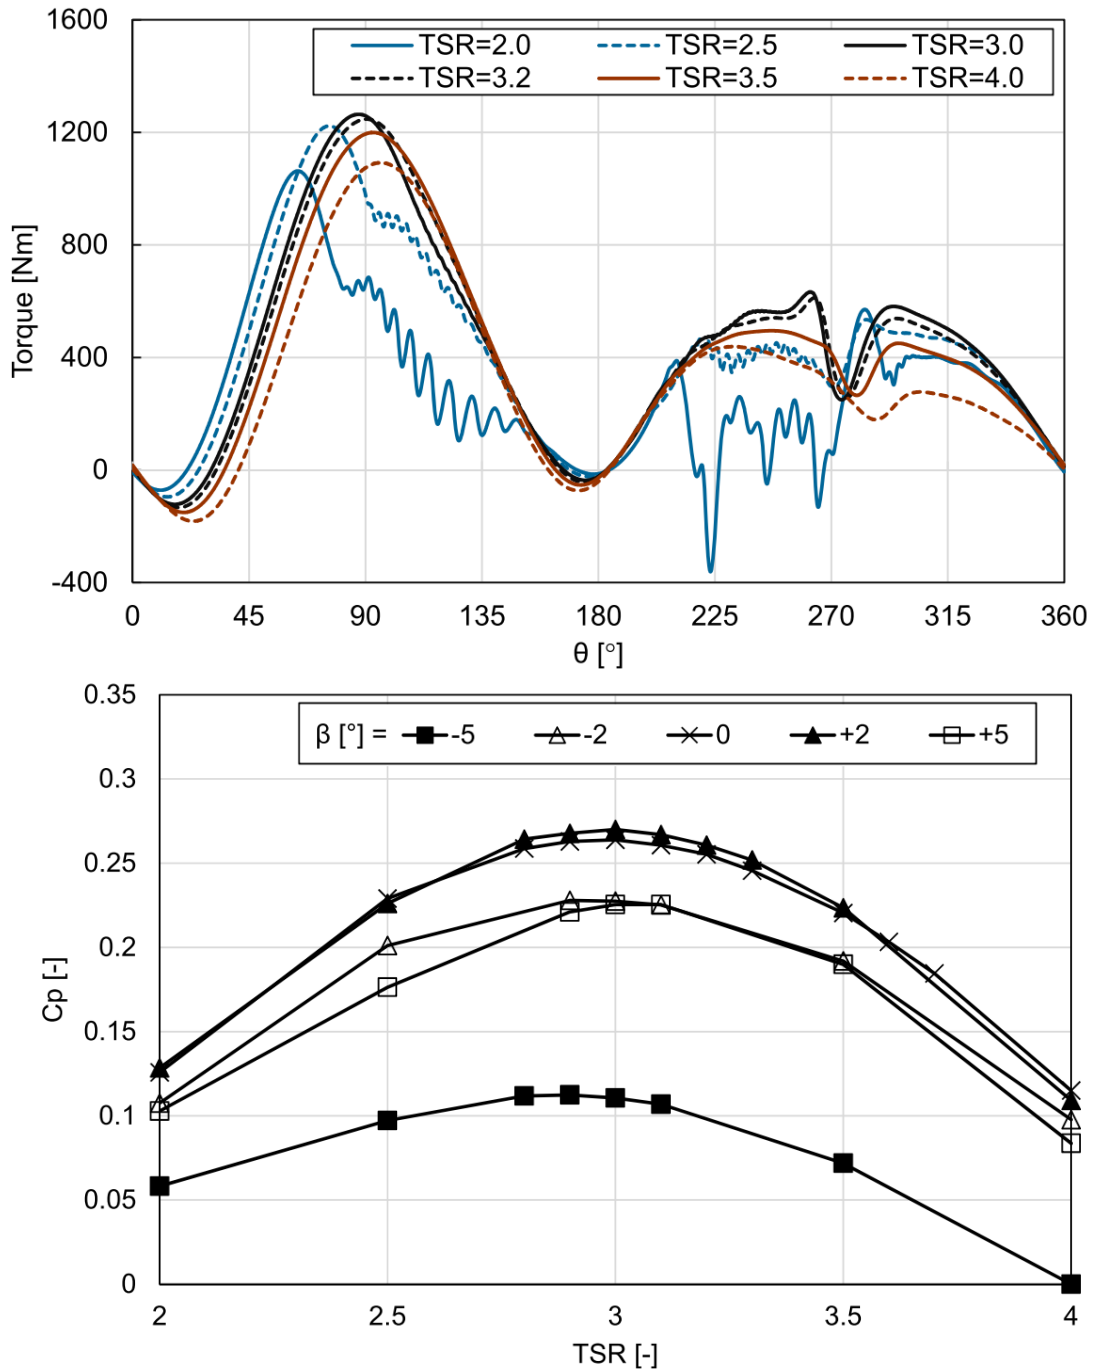 1600
TSR=2.0 TSR=2.5 TSR=3.0
TSR=3.2 TSR=3.5 TSR=4.0
1200
800
400
0
-400
Torque [Nm]
0 45 90 135 180 225 270 315 360
θ [°]
0.35
β [°] = -5 -2 0 +2 +5
0.3
0.25
0.2
0.15
0.1
0.05
0
Cp [-]
2 2.5 3 3.5 4
TSR [-]